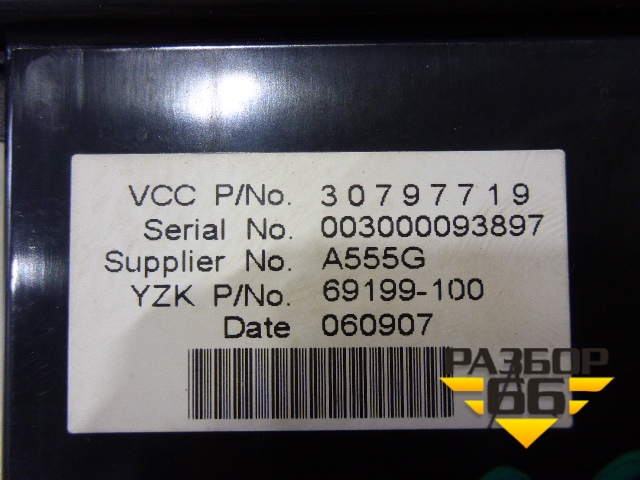 VCC P/No. 30797719
Serial No. 003000093897
Supplier No. A555G
YZK P/No. 69199-100
Date 060907
РАЗБОР
66